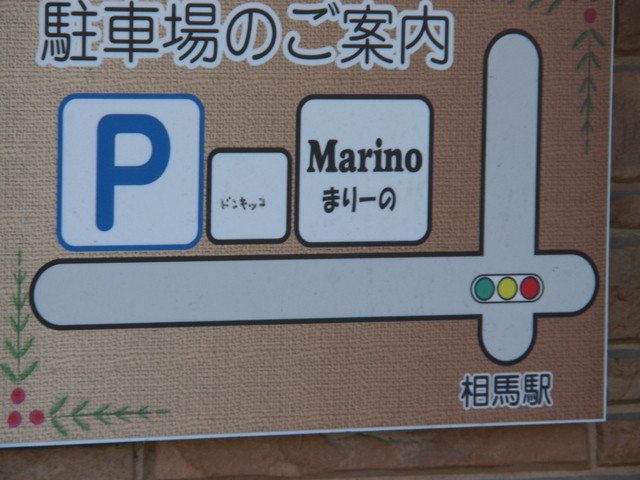 駐車場のご案内
P
ドンキッコ
Marino
まりーの
相馬駅